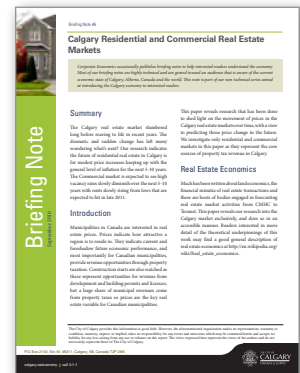 Briefing Note #5
Calgary Residential and Commercial Real Estate
Markets
Corporate Economics occasionally publishes briefing notes to help interested readers understand the economy.
Most of our briefing notes are highly technical and are geared toward an audience that is aware of the current
economic state of Calgary, Alberta, Canada and the world. This note is part of our non-technical series aimed
at introducing the Calgary economy to interested readers.
Briefing Note
September 2010
Summary
The Calgary real estate market slumbered
long before roaring to life in recent years. The
dramatic and sudden change has left many
wondering what's next? Our research indicates
the future of residential real estate in Calgary is
for modest price increases keeping up with the
general level of inflation for the next 5-10 years.
The Commercial market is expected to see high
vacancy rates slowly diminish over the next 5-10
years with rents slowly rising from lows that are
expected to hit in late 2011.
Introduction
Municipalities in Canada are interested in real
estate prices. Prices indicate how attractive a
region is to reside in. They indicate current and
foreshadow future economic performance, and
most importantly for Canadian municipalities,
provide revenue opportunities through property
taxation. Construction starts are also watched as
these represent opportunities for revenue from
development and building permits and licences, but
a large share of municipal revenues come
from property taxes so prices are the key real
estate variable for Canadian municipalities.
This paper reveals research that has been done
to shed light on the movement of prices in the
Calgary real estate markets over time, with a view
to predicting those price change in the future.
We investigate only residential and commercial
markets in this paper as they represent the core
sources of property tax revenue in Calgary.
Real Estate Economics
Much has been written about land economics, the
financial minutia of real estate transactions and
there are hosts of bodies engaged in forecasting
real estate market activities from CMHC to
Teranet. This paper reveals our research into the
Calgary market exclusively, and does so in an
accessible manner. Readers interested in more
detail of the theoretical underpinnings of this
work may find a good general description of
real estate economics at http://en.wikipedia.org/
wiki/Real_estate_economics.
calgaryeconomy
THE CITY OF
CALGARY